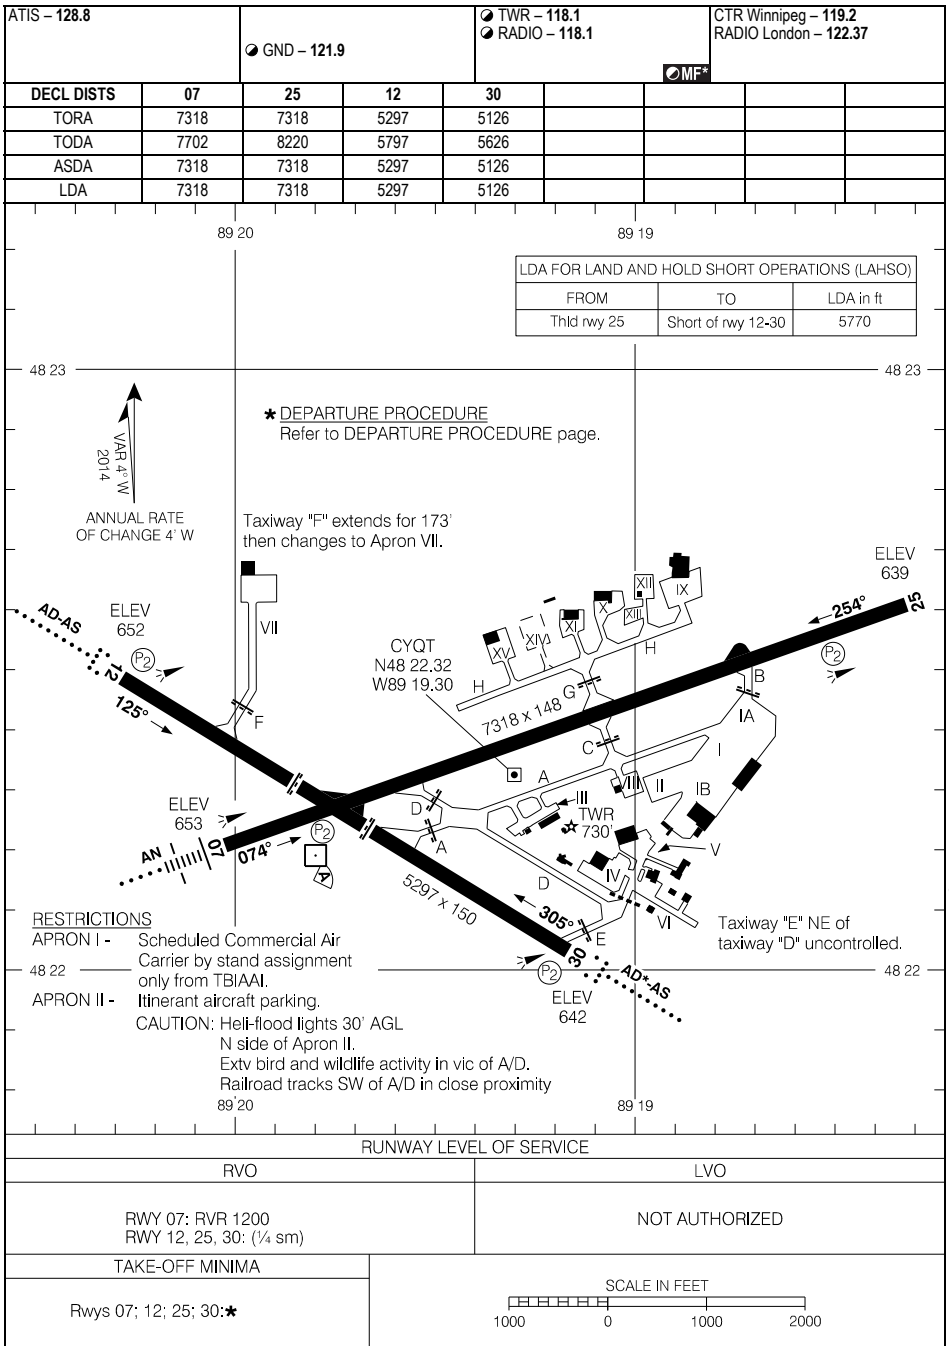 ATIS – 128.8
GND – 121.9
TWR – 118.1
RADIO – 118.1
MF*
CTR Winnipeg – 119.2
RADIO London – 122.37
DECL DISTS 07 25 12 30
TORA 7318 7318 5297 5126
TODA 7702 8220 5797 5626
ASDA 7318 7318 5297 5126
LDA 7318 7318 5297 5126
89 20 89 19
LDA FOR LAND AND HOLD SHORT OPERATIONS (LAHSO)
FROM TO LDA in ft
Thld rwy 25 Short of rwy 12-30 5770
48 23 48 23
* DEPARTURE PROCEDURE
Refer to DEPARTURE PROCEDURE page.
VAR 4° W
2014
ANNUAL RATE
OF CHANGE 4' W
Taxiway "F" extends for 173'
then changes to Apron VII.
ELEV
639
25
254°
AD-AS
ELEV
652
P2
12
125°
VII
F
CYQT
N48 22.32
W89 19.30
XV
XIV
XI
X
XII
XIII
IX
H
H
G
7318 x 148
C
B
P2
IA
I
A
VIII
II
IB
III
TWR
730'
V
D
A
D
IV
VI
ELEV
653
P2
07
074°
AN
A
5297 x 150
305°
E
30
P2
AD*-AS
ELEV
642
Taxiway "E" NE of
taxiway "D" uncontrolled.
RESTRICTIONS
APRON I - Scheduled Commercial Air
Carrier by stand assignment
only from TBIAAI.
48 22 48 22
APRON II - Itinerant aircraft parking.
CAUTION: Heli-flood lights 30' AGL
N side of Apron II.
Extv bird and wildlife activity in vic of A/D.
Railroad tracks SW of A/D in close proximity
89 20 89 19
RUNWAY LEVEL OF SERVICE
RVO LVO
RWY 07: RVR 1200
RWY 12, 25, 30: (¼ sm)
NOT AUTHORIZED
TAKE-OFF MINIMA
Rwys 07; 12; 25; 30:*
SCALE IN FEET
1000 0 1000 2000